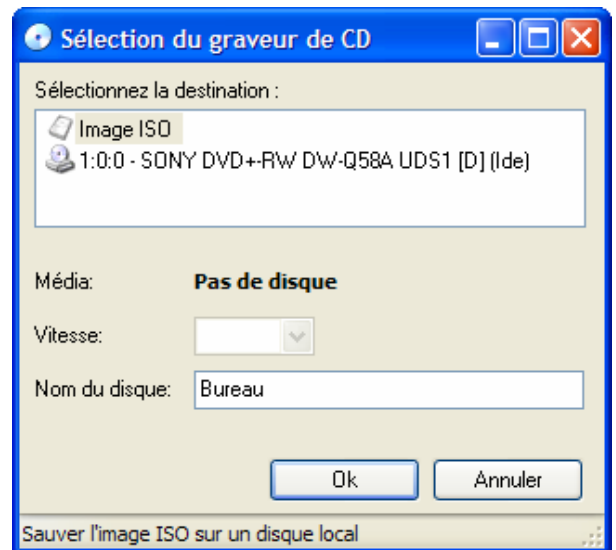 Sélection du graveur de CD
Sélectionnez la destination :
Image ISO
1:0:0 - SONY DVD+-RW DW-Q58A UDS1 [D] (Ide)
Média: Pas de disque
Vitesse:
Nom du disque: Bureau
Ok Annuler
Sauver l'image ISO sur un disque local